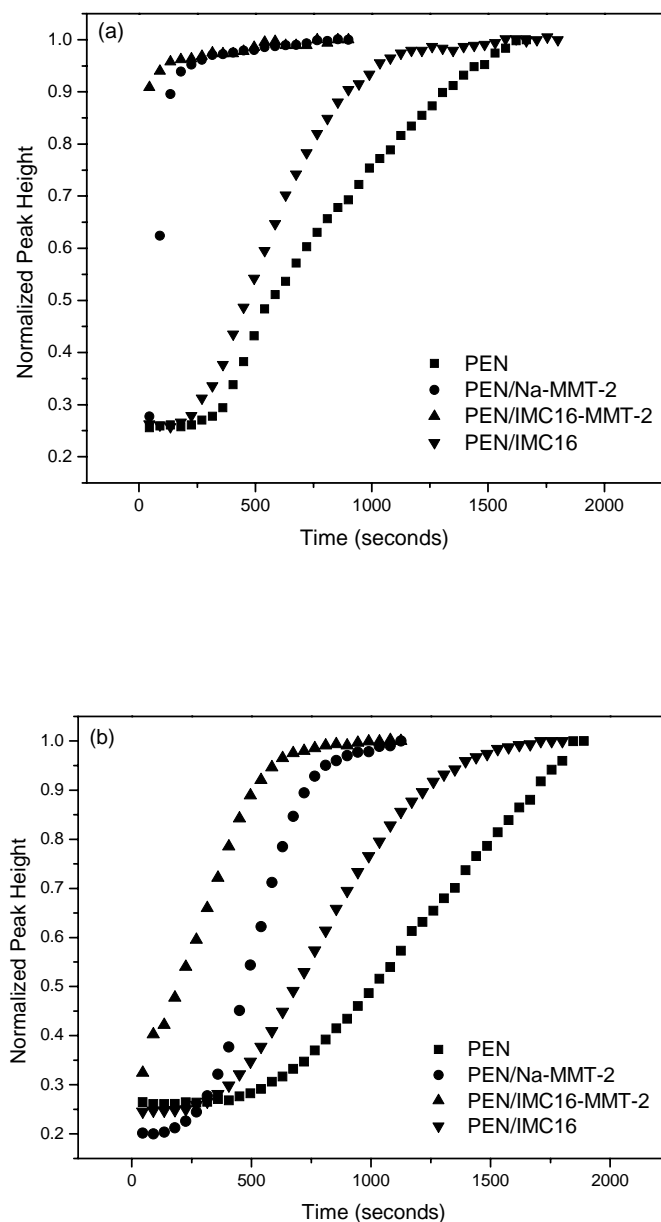 (a)
1.0
0.9
0.8
0.7
0.6
0.5
0.4
0.3
0.2
Normalized Peak Height
PEN
PEN/Na-MMT-2
PEN/IMC16-MMT-2
PEN/IMC16
0 500 1000 1500 2000
Time (seconds)
(b)
1.0
0.9
0.8
0.7
0.6
0.5
0.4
0.3
0.2
Normalized Peak Height
PEN
PEN/Na-MMT-2
PEN/IMC16-MMT-2
PEN/IMC16
0 500 1000 1500 2000
Time (seconds)